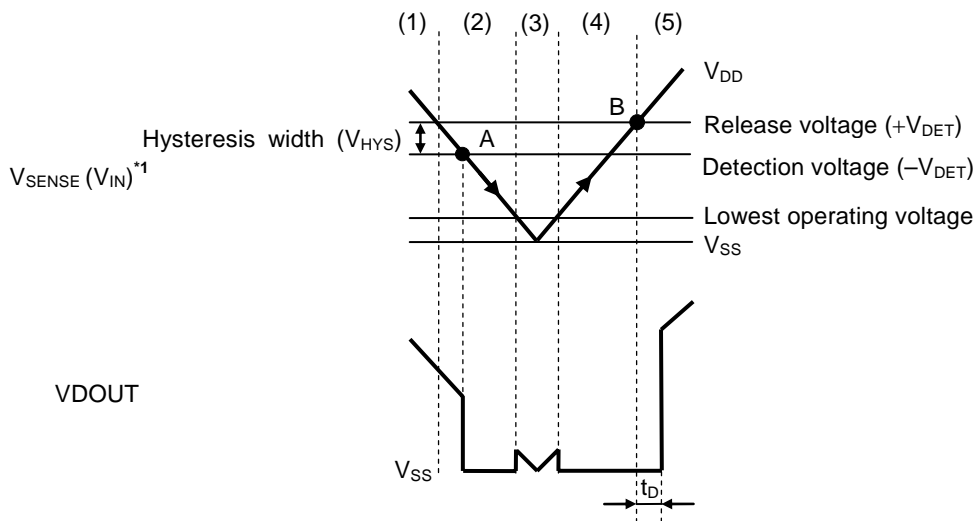 (1) (2) (3) (4) (5)
V_DD
B
A
Hysteresis width (V_HYS)
Release voltage (+V_DET)
Detection voltage (−V_DET)
V_SENSE (V_IN)*1
Lowest operating voltage
V_SS
VDOUT
V_SS
t_D